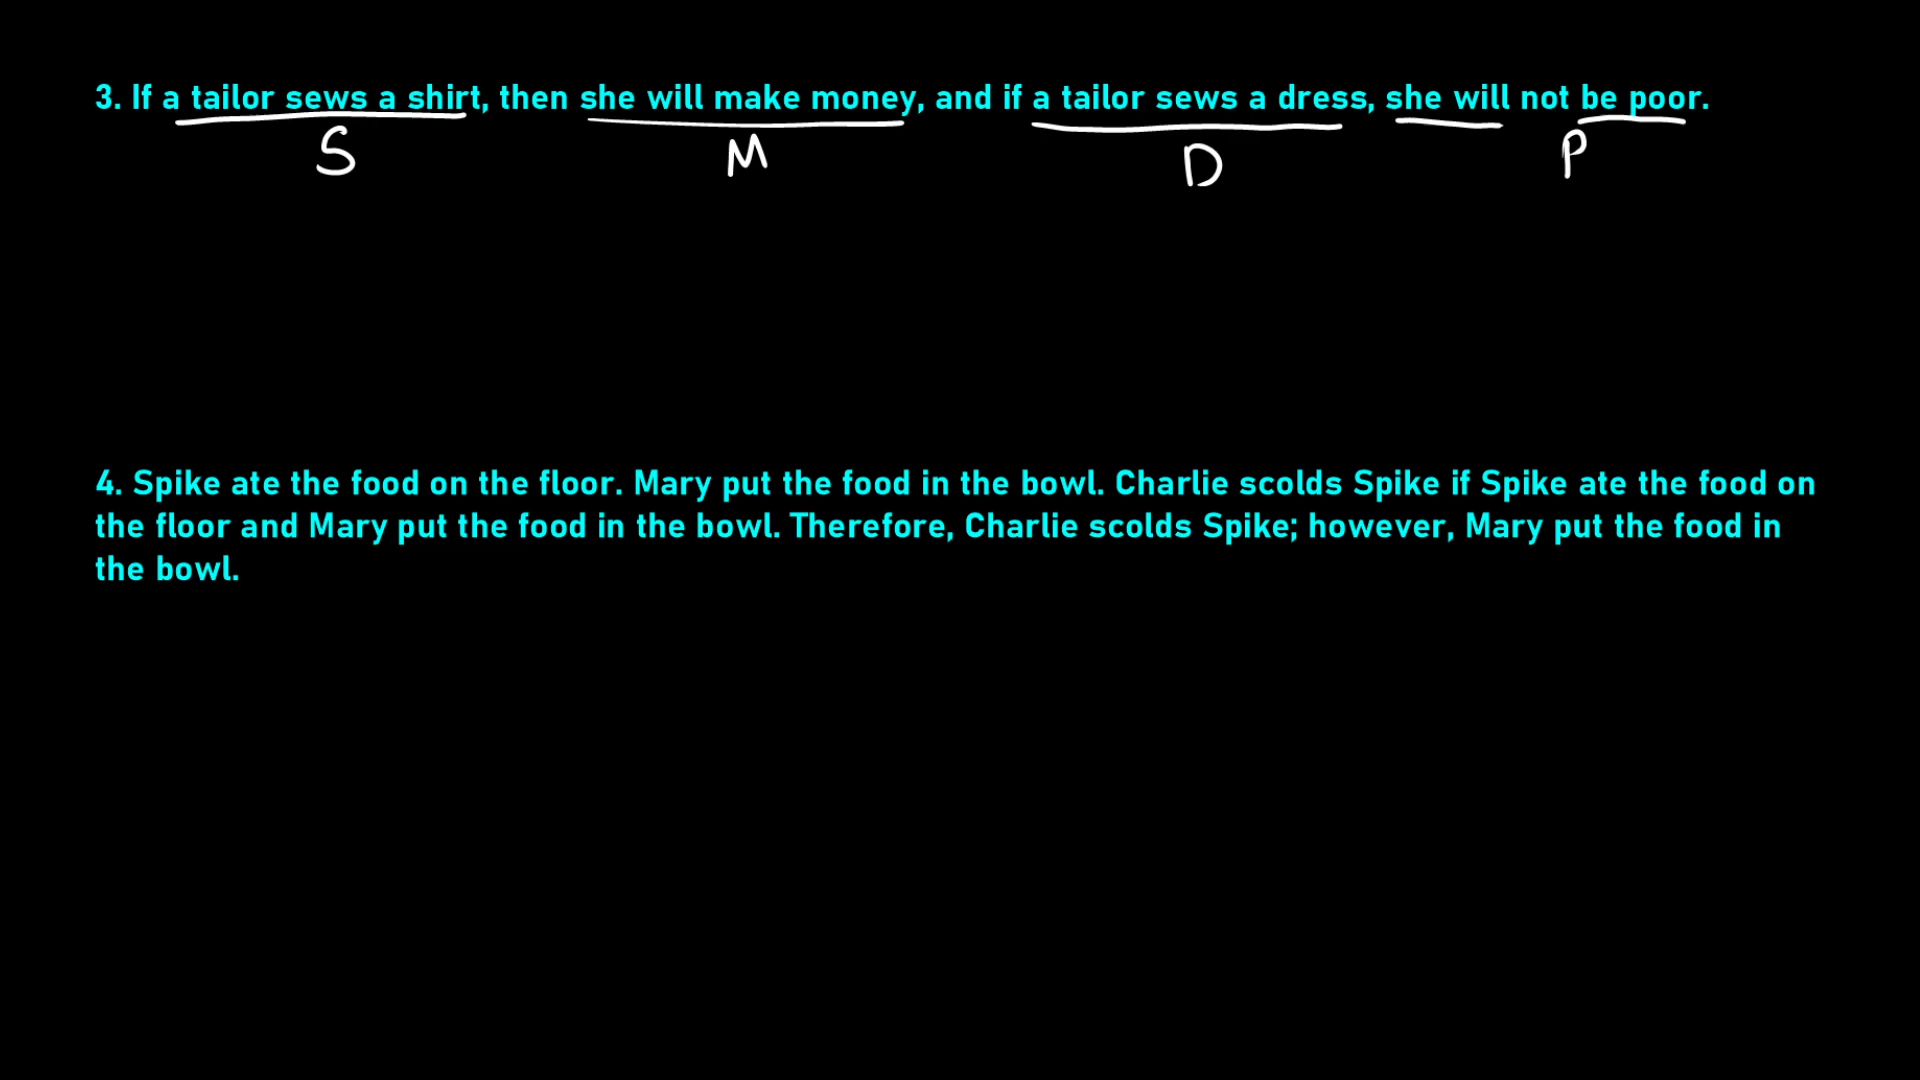 3. If a tailor sews a shirt, then she will make money, and if a tailor sews a dress, she will not be poor.
S M D P
4. Spike ate the food on the floor. Mary put the food in the bowl. Charlie scolds Spike if Spike ate the food on
the floor and Mary put the food in the bowl. Therefore, Charlie scolds Spike; however, Mary put the food in
the bowl.